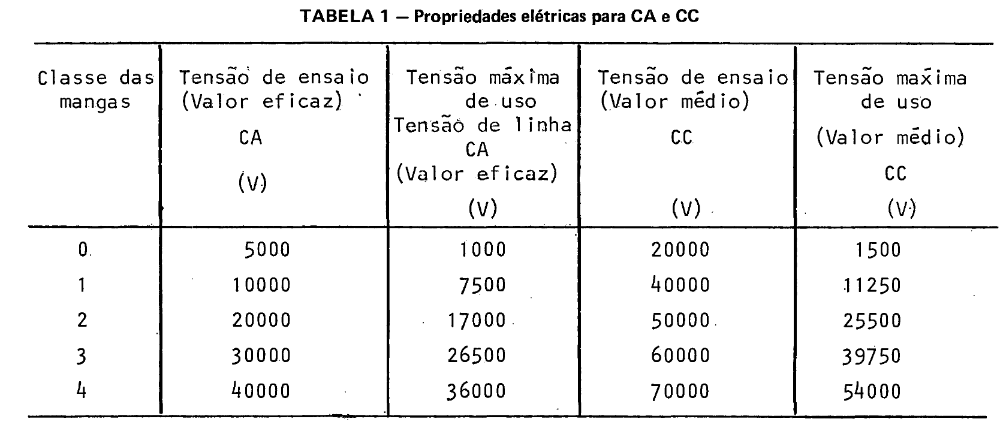 TABELA 1 — Propriedades elétricas para CA e CC
Classe das mangas
Tensão de ensaio
(Valor eficaz)
CA
(V)
Tensão máxima
de uso
Tensão de linha
CA
(Valor eficaz)
(V)
Tensão de ensaio
(Valor médio)
CC
(V)
Tensão maxíma
de uso
(Valor médio)
CC
(V)
0 5000 1000 20000 1500
1 10000 7500 40000 11250
2 20000 17000 50000 25500
3 30000 26500 60000 39750
4 40000 36000 70000 54000